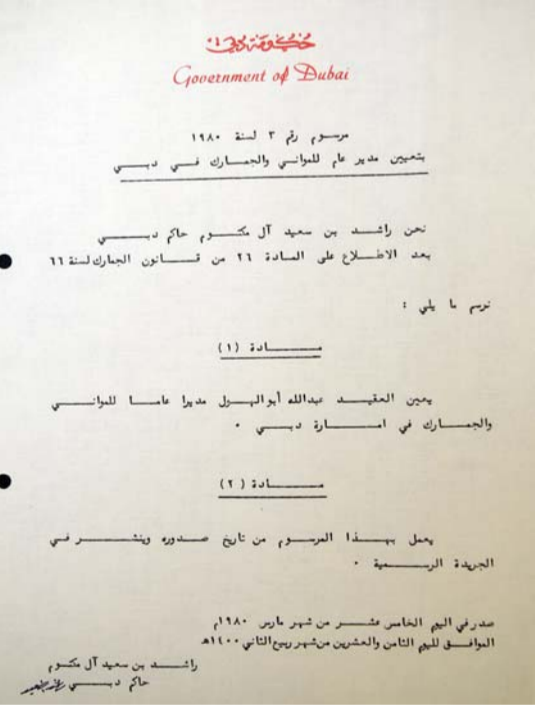 حكومة دبي
Government of Dubai
مرسوم رقم ٣ لسنة ١٩٨٠
بتعيين مدير عام للموانئ والجمارك في دبي
نحن راشد بن سعيد آل مكتوم حاكم دبي
بعد الاطلاع على المادة ٢٦ من قانون الجمارك لسنة ٦٦
نرسم ما يلي :
مادة (١)
يعين العقيد عبدالله أبو الهول مديرا عاما للموانئ
والجمارك في امارة دبي ٠
مادة (٢)
يعمل بهذا المرسوم من تاريخ صدوره وينشر في
الجريدة الرسمية ٠
صدر في اليوم الخامس عشر من شهر مارس ١٩٨٠م
الموافق لليوم الثامن والعشرين من شهر ربيع الثاني ١٤٠٠هـ
راشد بن سعيد آل مكتوم
حاكم دبي